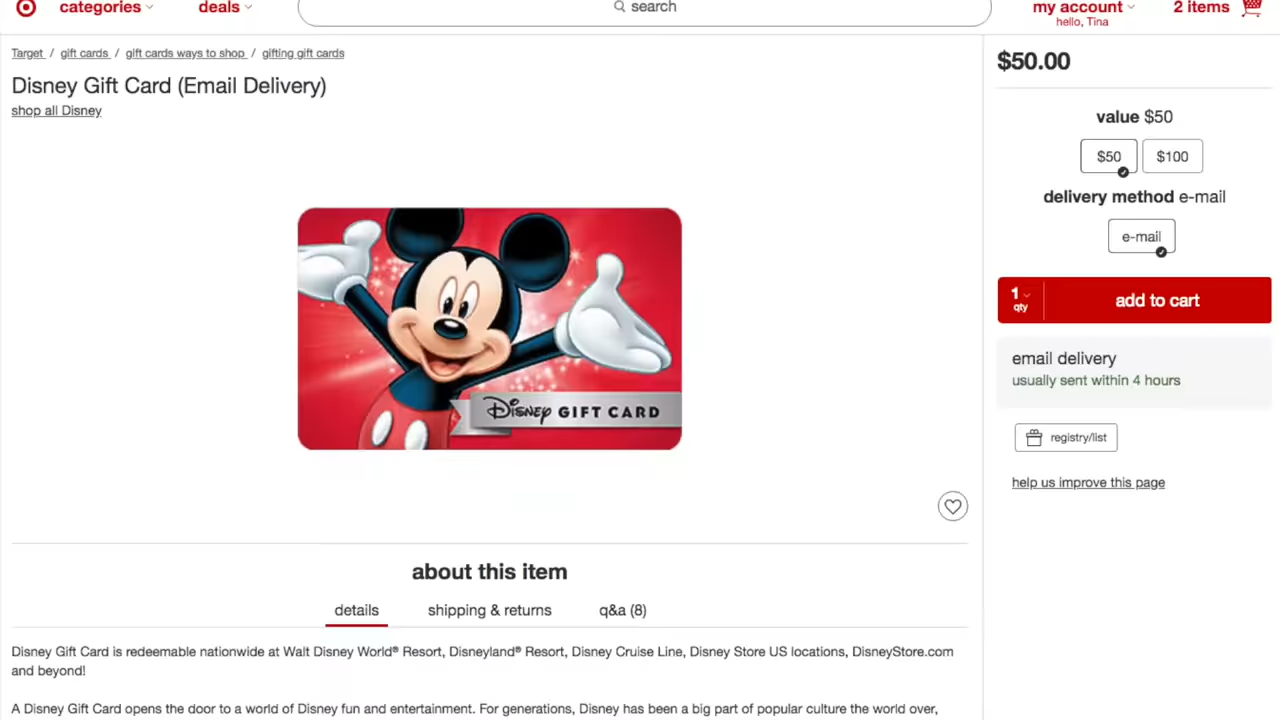 categories
deals
search
my account
hello, Tina
2 items
Target / gift cards / gift cards ways to shop / gifting gift cards
Disney Gift Card (Email Delivery)
shop all Disney
Disney GIFT CARD
$50.00
value $50
$50
$100
delivery method e-mail
e-mail
1
qty
add to cart
email delivery
usually sent within 4 hours
registry/list
help us improve this page
about this item
details
shipping & returns
q&a (8)
Disney Gift Card is redeemable nationwide at Walt Disney World® Resort, Disneyland® Resort, Disney Cruise Line, Disney Store US locations, DisneyStore.com
and beyond!
A Disney Gift Card opens the door to a world of Disney fun and entertainment. For generations, Disney has been a big part of popular culture the world over,